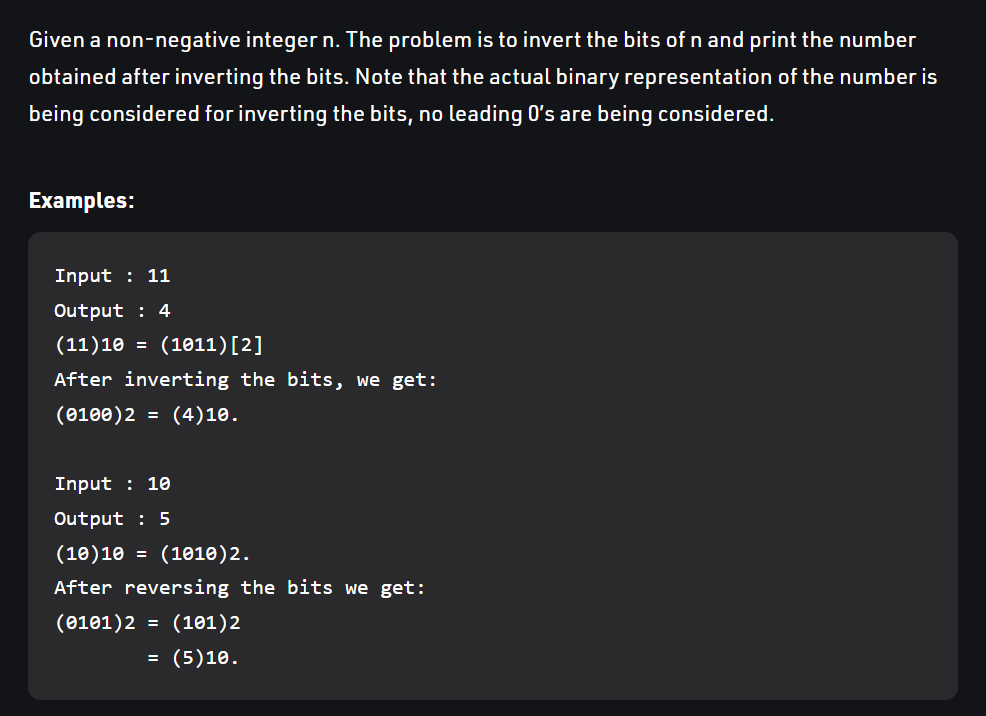 Given a non-negative integer n. The problem is to invert the bits of n and print the number
obtained after inverting the bits. Note that the actual binary representation of the number is
being considered for inverting the bits, no leading 0's are being considered.
Examples:
Input : 11
Output : 4
(11)10 = (1011)[2]
After inverting the bits, we get:
(0100)2 = (4)10.
Input : 10
Output : 5
(10)10 = (1010)2.
After reversing the bits we get:
(0101)2 = (101)2
= (5)10.